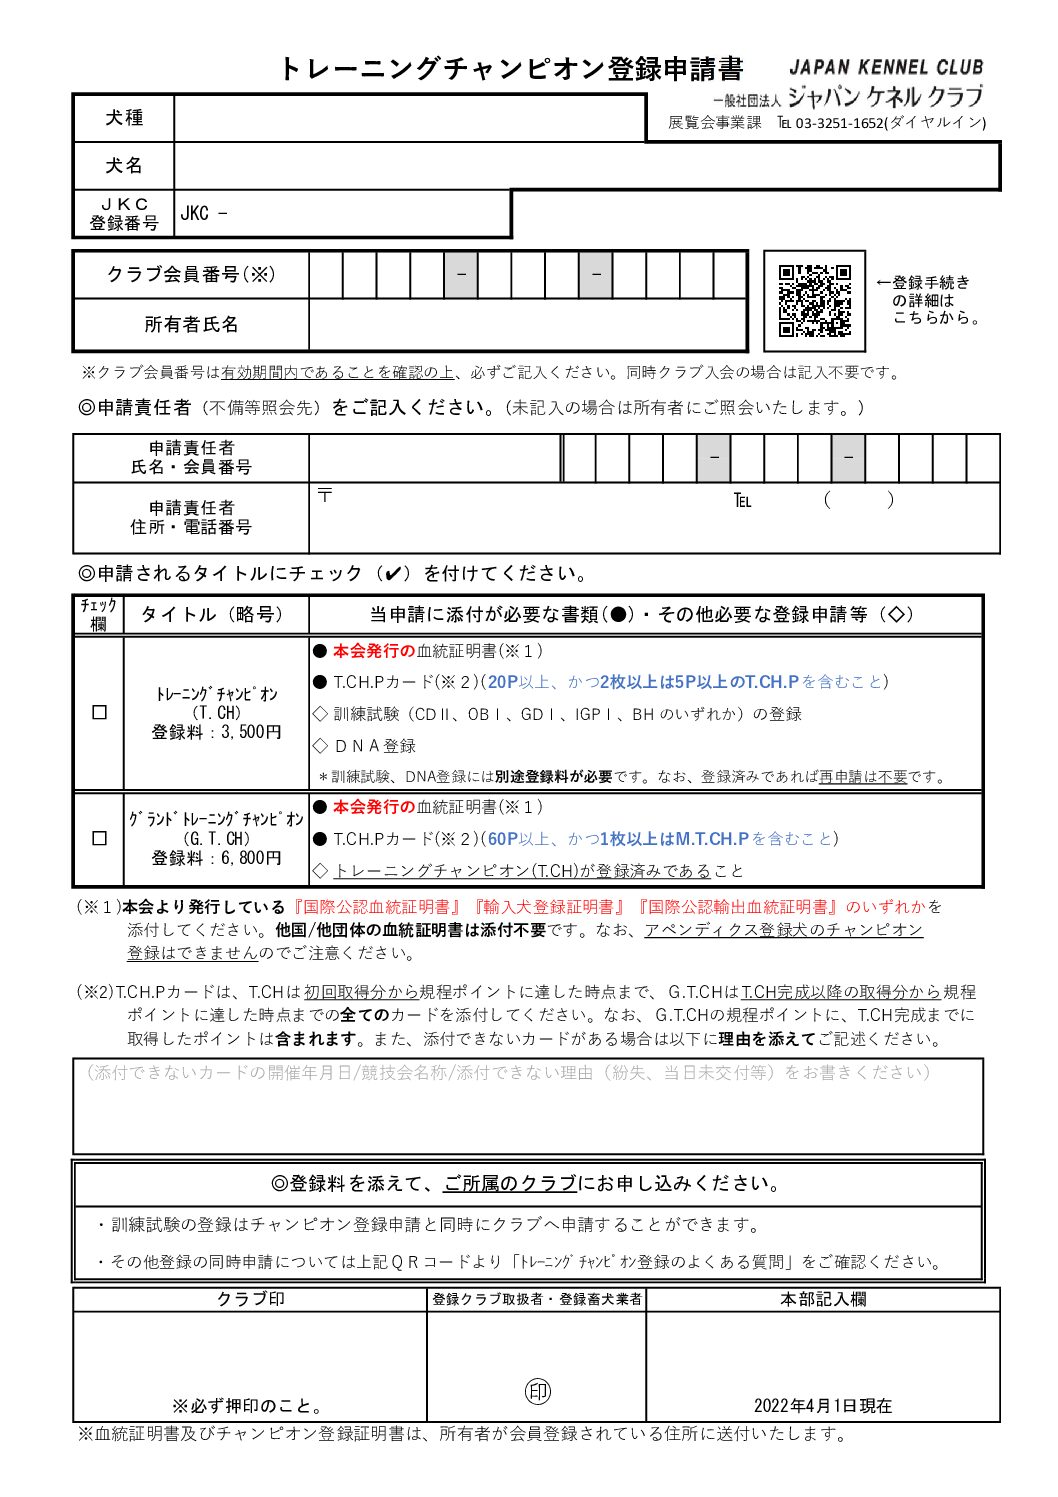 トレーニングチャンピオン登録申請書
JAPAN KENNEL CLUB
一般社団法人 ジャパン ケネル クラブ
展覧会事業課 ℡ 03-3251-1652(ダイヤルイン)
犬種
犬名
ＪＫＣ
登録番号
JKC －
クラブ会員番号(※)
－ －
所有者氏名
←登録手続き
の詳細は
こちらから。
※クラブ会員番号は有効期間内であることを確認の上、必ずご記入ください。同時クラブ入会の場合は記入不要です。
◎申請責任者（不備等照会先）をご記入ください。(未記入の場合は所有者にご照会いたします。)
申請責任者
氏名・会員番号
－ －
申請責任者
住所・電話番号
〒 ℡ （ ）
◎申請されるタイトルにチェック（✔）を付けてください。
ﾁｪｯｸ
欄
タイトル（略号）
当申請に添付が必要な書類(●)・その他必要な登録申請等（◇）
□
ﾄﾚｰﾆﾝｸﾞﾁｬﾝﾋﾟｵﾝ
(T.CH)
登録料：3,500円
● 本会発行の血統証明書(※１)
● T.CH.Pカード(※２)(20P以上、かつ2枚以上は5P以上のT.CH.Pを含むこと)
◇ 訓練試験（CDⅡ、OBⅠ、GDⅠ、IGPⅠ、BH のいずれか）の登録
◇ ＤＮＡ登録
＊訓練試験、DNA登録には別途登録料が必要です。なお、登録済みであれば再申請は不要です。
□
ｸﾞﾗﾝﾄﾞﾄﾚｰﾆﾝｸﾞﾁｬﾝﾋﾟｵﾝ
(G.T.CH)
登録料：6,800円
● 本会発行の血統証明書(※１)
● T.CH.Pカード(※２)(60P以上、かつ1枚以上はM.T.CH.Pを含むこと)
◇ トレーニングチャンピオン(T.CH)が登録済みであること
(※１)本会より発行している『国際公認血統証明書』『輸入犬登録証明書』『国際公認輸出血統証明書』のいずれかを
添付してください。他国/他団体の血統証明書は添付不要です。なお、アペンディクス登録犬のチャンピオン
登録はできませんのでご注意ください。
(※2)T.CH.Pカードは、T.CHは初回取得分から規程ポイントに達した時点まで、G.T.CHはT.CH完成以降の取得分から規程
ポイントに達した時点までの全てのカードを添付してください。なお、G.T.CHの規程ポイントに、T.CH完成までに
取得したポイントは含まれます。また、添付できないカードがある場合は以下に理由を添えてご記述ください。
（添付できないカードの開催年月日/競技会名称/添付できない理由（紛失、当日未交付等）をお書きください）
◎登録料を添えて、ご所属のクラブにお申し込みください。
・訓練試験の登録はチャンピオン登録申請と同時にクラブへ申請することができます。
・その他登録の同時申請については上記ＱＲコードより「ﾄﾚｰﾆﾝｸﾞﾁｬﾝﾋﾟｵﾝ登録のよくある質問」をご確認ください。
クラブ印
登録クラブ取扱者・登録畜犬業者
本部記入欄
※必ず押印のこと。
㊞
2022年4月1日現在
※血統証明書及びチャンピオン登録証明書は、所有者が会員登録されている住所に送付いたします。